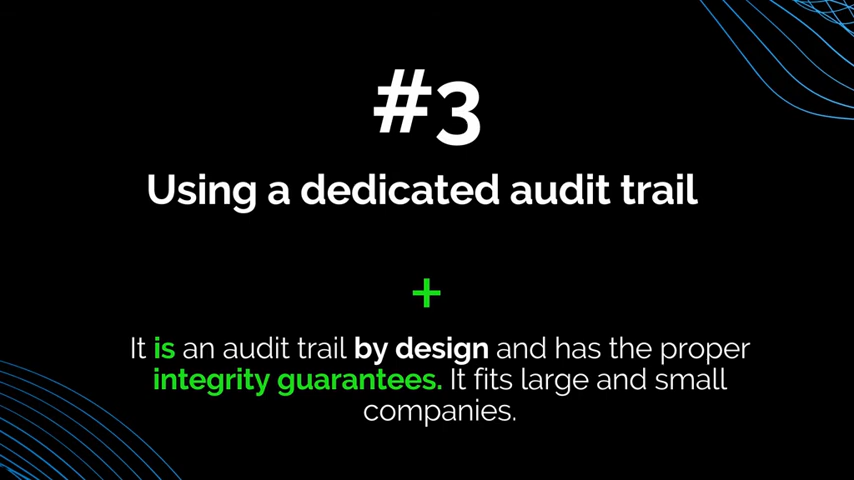 #3
Using a dedicated audit trail
+
It is an audit trail by design and has the proper
integrity guarantees. It fits large and small
companies.